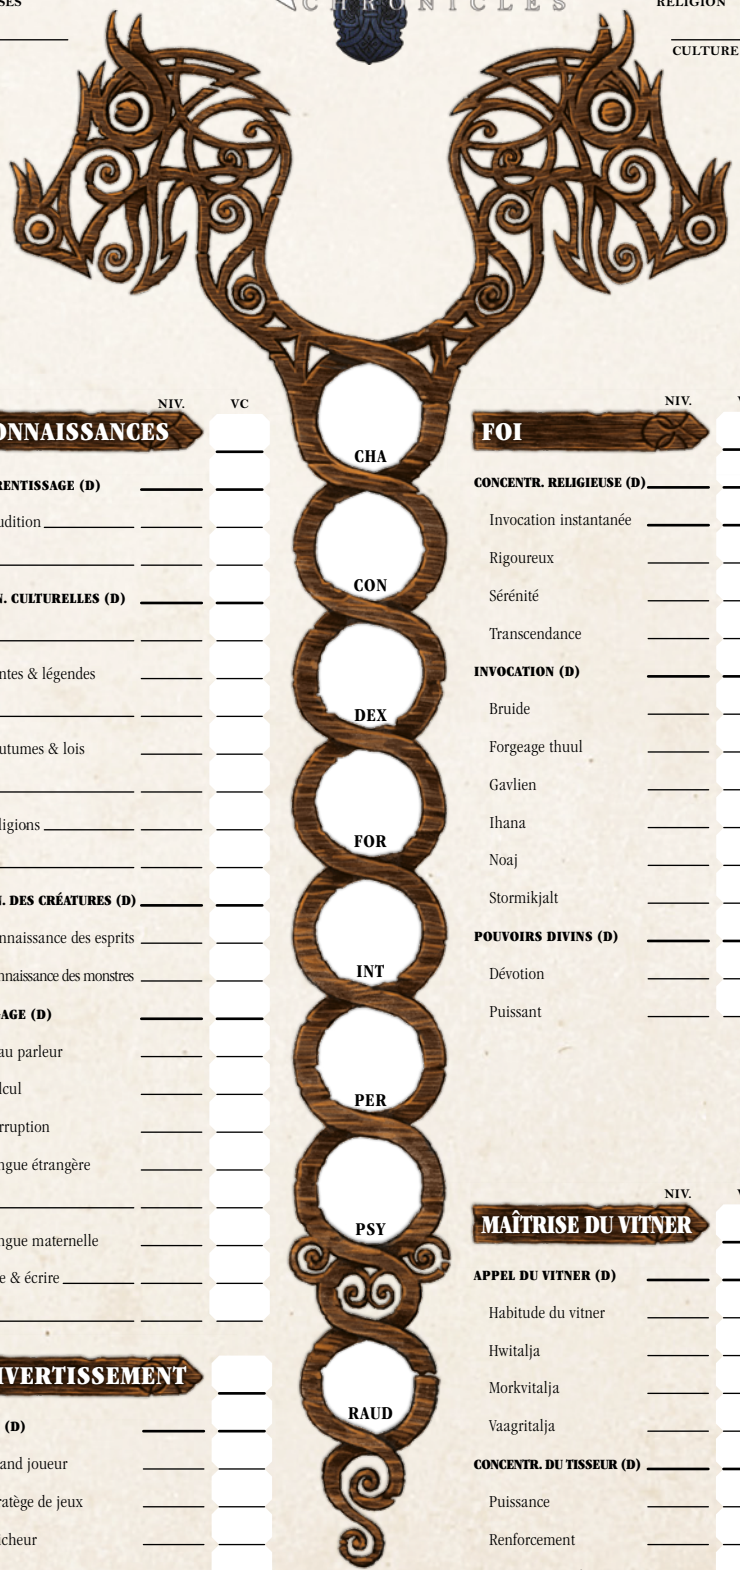 CHRONICLES
RELIGION
CULTURE
NIV. VC
CHA
CON
DEX
FOR
INT
PER
PSY
RAUD
ONNAISSANCES
RENTISSAGE (D)
udition
N. CULTURELLES (D)
ntes & légendes
utumes & lois
ligions
N. DES CRÉATURES (D)
nnaissance des esprits
nnaissance des monstres
AGE (D)
au parleur
lcul
rruption
ngue étrangère
ngue maternelle
e & écrire
IVERTISSEMENT
(D)
and joueur
ratège de jeux
icheur
NIV.
FOI
CONCENTR. RELIGIEUSE (D)
Invocation instantanée
Rigoureux
Sérénité
Transcendance
INVOCATION (D)
Bruide
Forgeage thuul
Gavlien
Ihana
Noaj
Stormikjalt
POUVOIRS DIVINS (D)
Dévotion
Puissant
NIV.
MAÎTRISE DU VITNER
APPEL DU VITNER (D)
Habitude du vitner
Hwitalja
Morkvitalja
Vaagritalja
CONCENTR. DU TISSEUR (D)
Puissance
Renforcement